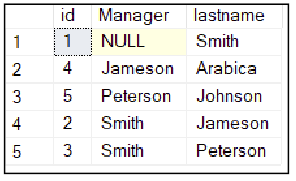 id Manager lastname
1 1 NULL Smith
2 4 Jameson Arabica
3 5 Peterson Johnson
4 2 Smith Jameson
5 3 Smith Peterson